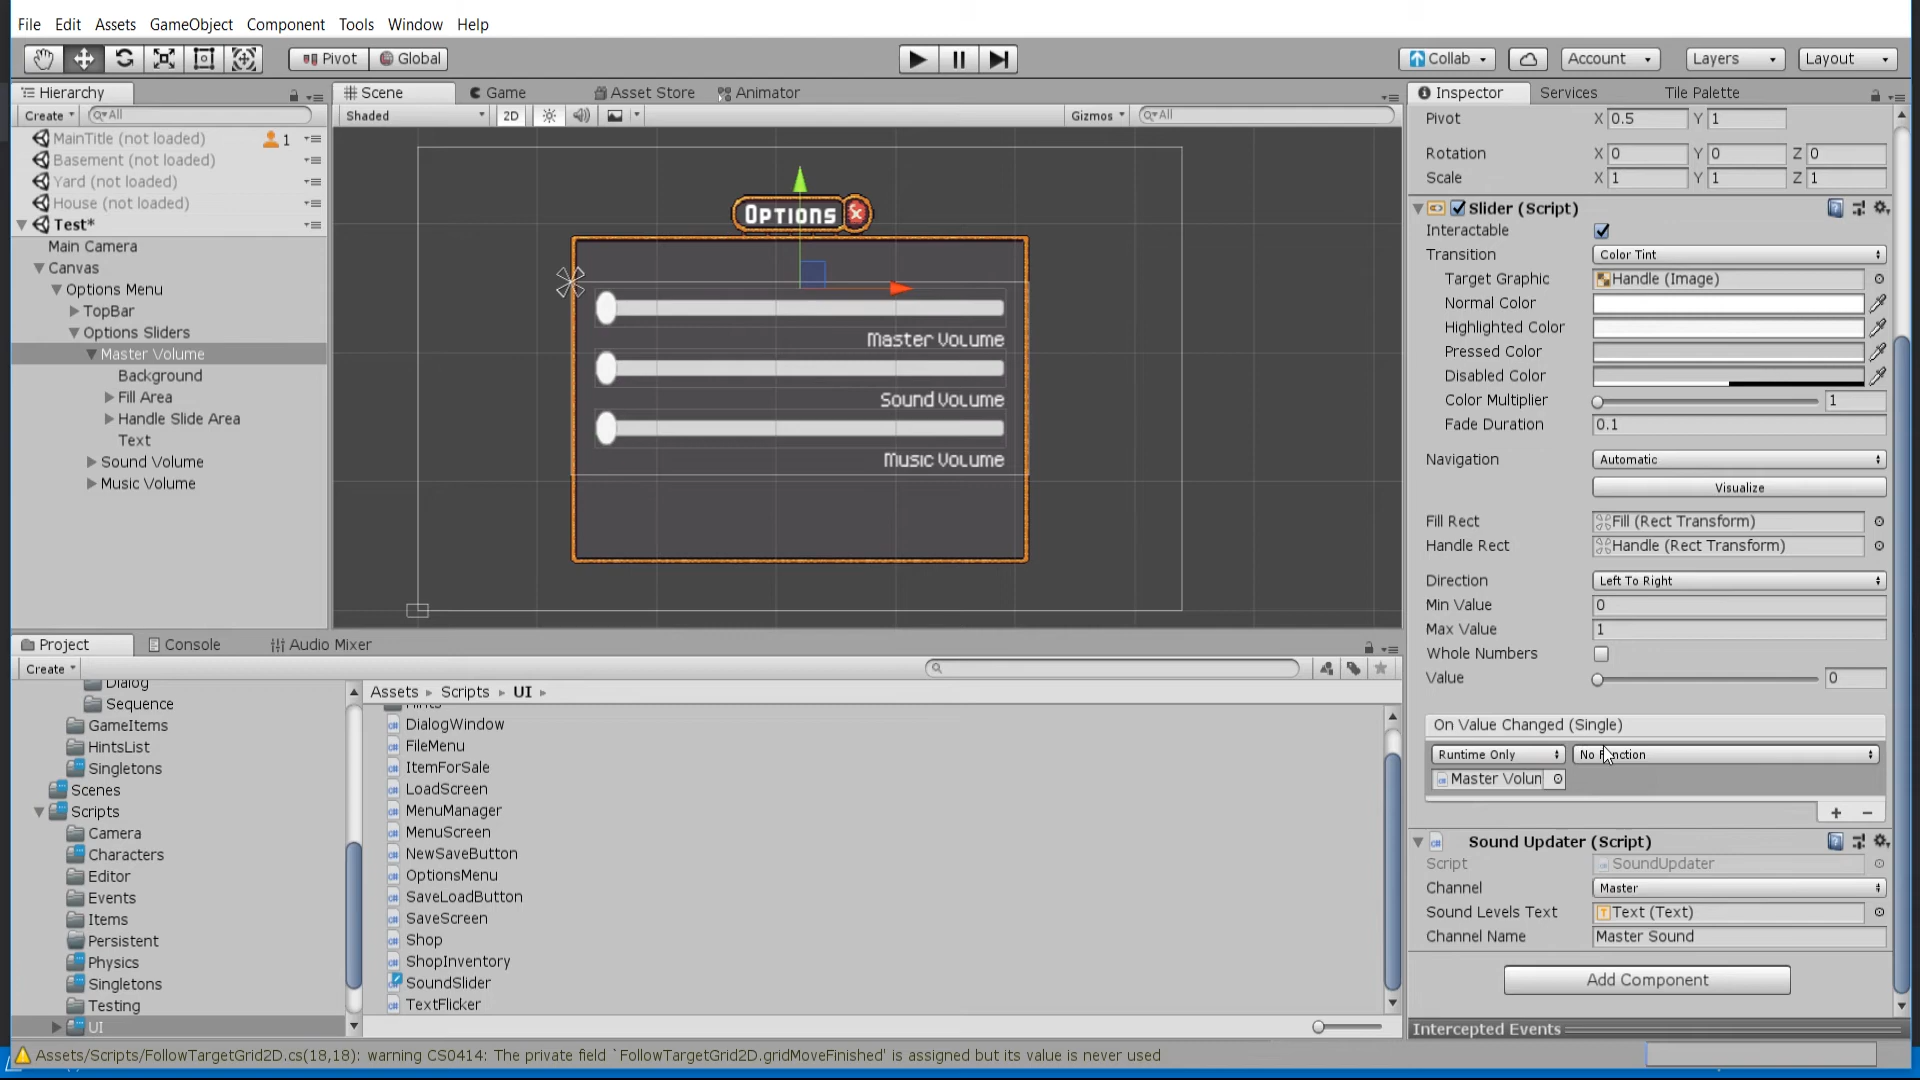 File Edit Assets GameObject Component Tools Window Help
Pivot Global Collab Account Layers Layout
Hierarchy
Create All
MainTitle (not loaded) 1
Basement (not loaded)
Yard (not loaded)
House (not loaded)
Test*
Main Camera
Canvas
Options Menu
TopBar
Options Sliders
Master Volume
Background
Fill Area
Handle Slide Area
Text
Sound Volume
Music Volume
Scene Game Asset Store Animator
Shaded 2D Gizmos All
Options
Master Volume
Sound Volume
Music Volume
Project Console Audio Mixer
Create
Dialog
Sequence
GameItems
HintsList
Singletons
Scenes
Scripts
Camera
Characters
Editor
Events
Items
Persistent
Physics
Singletons
Testing
UI
Assets Scripts UI
Hints
DialogWindow
FileMenu
ItemForSale
LoadScreen
MenuManager
MenuScreen
NewSaveButton
OptionsMenu
SaveLoadButton
SaveScreen
Shop
ShopInventory
SoundSlider
TextFlicker
Inspector Services Tile Palette
Pivot X 0.5 Y 1
Rotation X 0 Y 0 Z 0
Scale X 1 Y 1 Z 1
Slider (Script)
Interactable
Transition Color Tint
Target Graphic Handle (Image)
Normal Color
Highlighted Color
Pressed Color
Disabled Color
Color Multiplier 1
Fade Duration 0.1
Navigation Automatic
Visualize
Fill Rect Fill (Rect Transform)
Handle Rect Handle (Rect Transform)
Direction Left To Right
Min Value 0
Max Value 1
Whole Numbers
Value 0
On Value Changed (Single)
Runtime Only No Function
Master Volun
+ −
Sound Updater (Script)
Script SoundUpdater
Channel Master
Sound Levels Text Text (Text)
Channel Name Master Sound
Add Component
Intercepted Events
Assets/Scripts/FollowTargetGrid2D.cs(18,18): warning CS0414: The private field `FollowTargetGrid2D.gridMoveFinished' is assigned but its value is never used